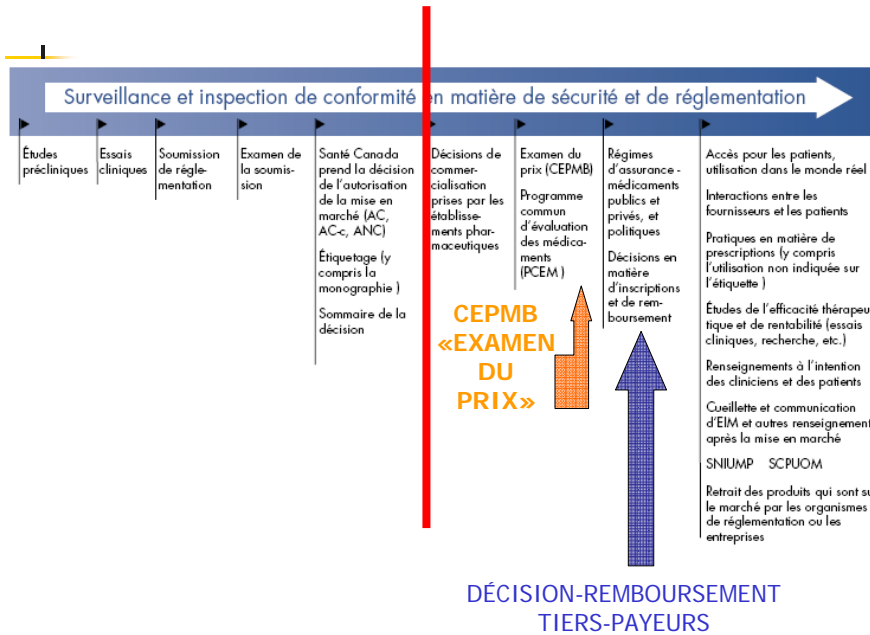 Surveillance et inspection de conformité en matière de sécurité et de réglementation
Études
précliniques
Essais
cliniques
Soumission
de régle-
mentation
Examen de
la soumis-
sion
Santé Canada
prend la décision
de l'autorisation
de la mise en
marché (AC,
AC-c, ANC)
Étiquetage (y
compris la
monographie )
Sommaire de la
décision
Décisions de
commer-
cialisation
prises par les
établisse-
ments phar-
maceutiques
Examen du
prix (CEPMB)
Programme
commun
d'évaluation
des médica-
ments
(PCEM )
Régimes
d'assurance -
médicaments
publics et
privés, et
politiques
Décisions en
matière
d'inscriptions
et de rem-
boursement
Accès pour les patients,
utilisation dans le monde réel
Interactions entre les
fournisseurs et les patients
Pratiques en matière de
prescriptions (y compris
l'utilisation non indiquée sur
l'étiquette )
Études de l'efficacité thérapeu
tique et de rentabilité (essais
cliniques, recherche, etc.)
Renseignements à l'intention
des cliniciens et des patients
Cueillette et communication
d'EIM et autres renseignement
après la mise en marché
SNIUMP SCPUOM
Retrait des produits qui sont su
le marché par les organismes
de réglementation ou les
entreprises
CEPMB
«EXAMEN
DU
PRIX»
DÉCISION-REMBOURSEMENT
TIERS-PAYEURS